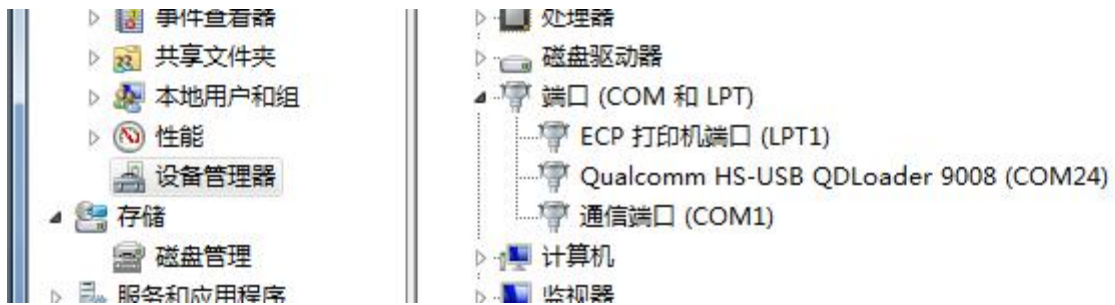 事件查看器
共享文件夹
本地用户和组
性能
设备管理器
存储
磁盘管理
服务和应用程序
处理器
磁盘驱动器
端口 (COM 和 LPT)
ECP 打印机端口 (LPT1)
Qualcomm HS-USB QDLoader 9008 (COM24)
通信端口 (COM1)
计算机
监视器